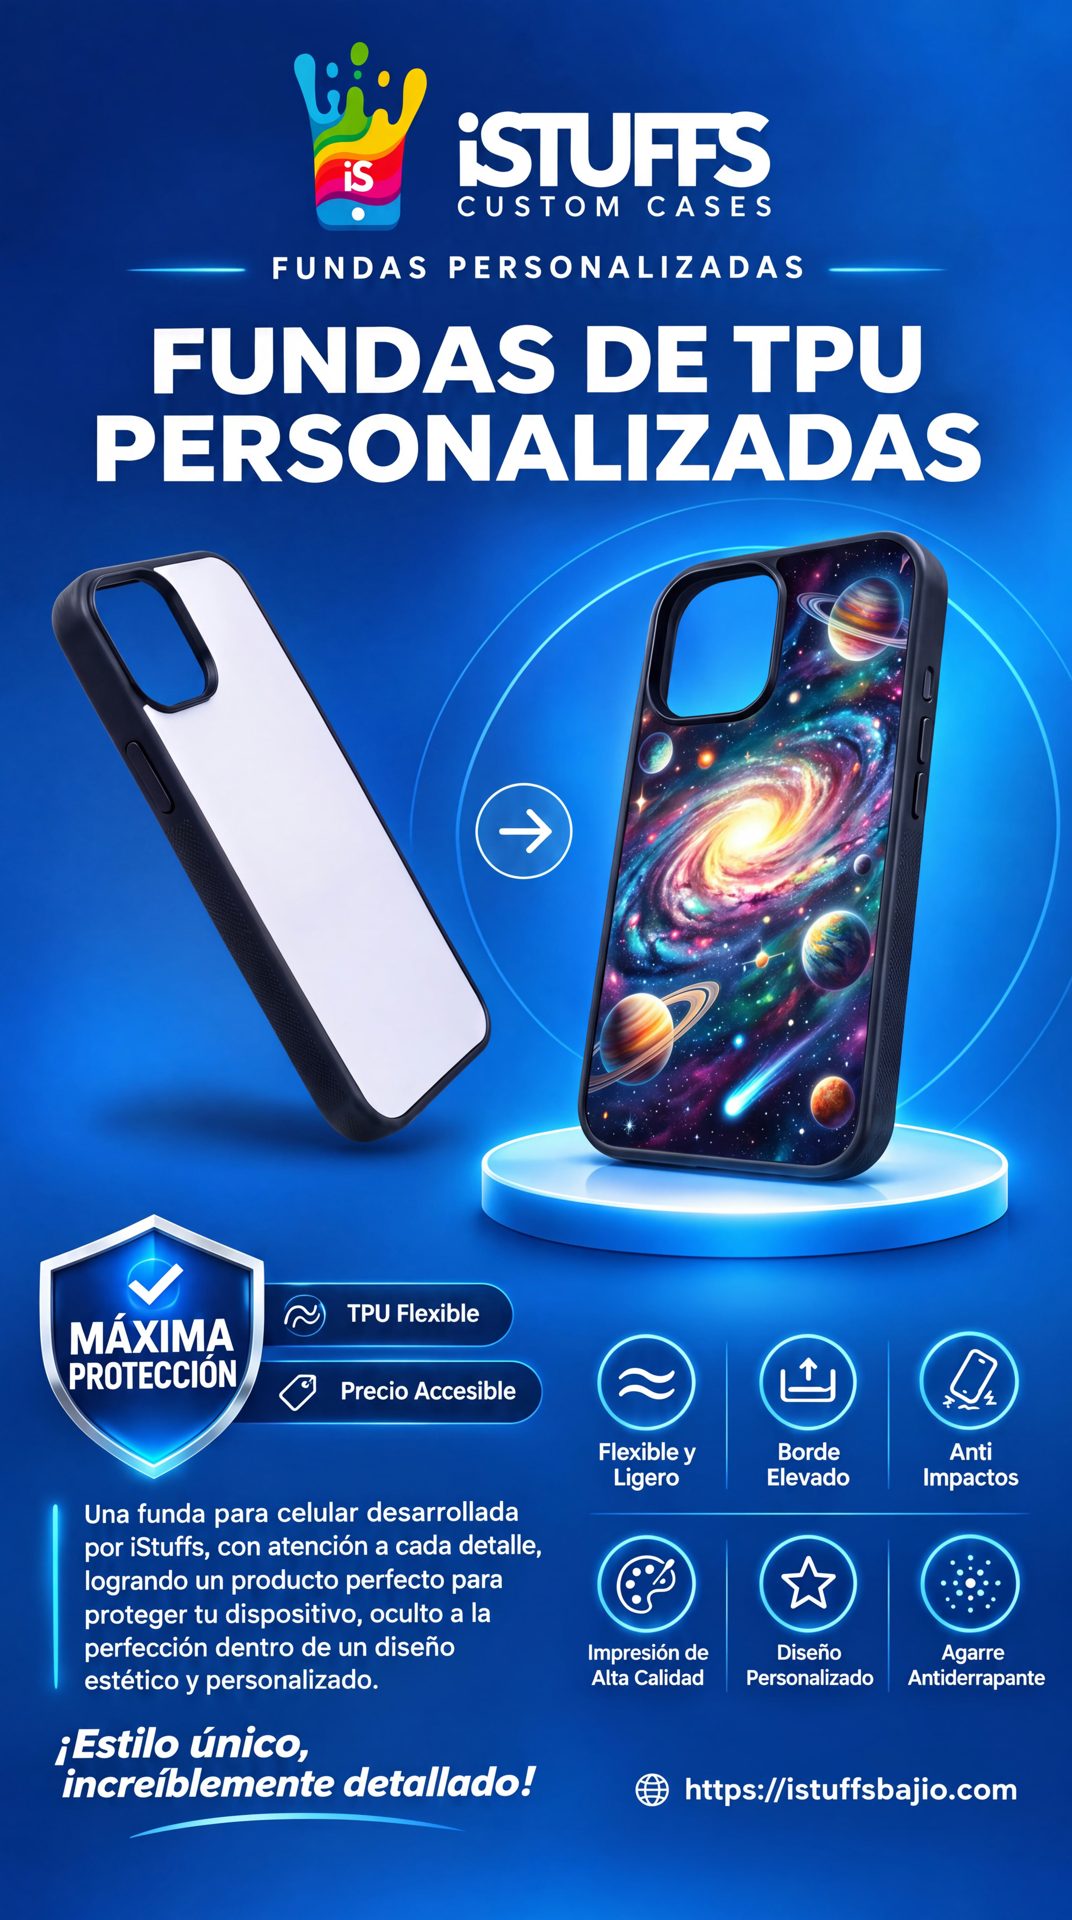 iS
iSTUFFS
CUSTOM CASES
FUNDAS PERSONALIZADAS
FUNDAS DE TPU
PERSONALIZADAS
MÁXIMA
PROTECCIÓN
TPU Flexible
Precio Accesible
Flexible y
Ligero
Borde
Elevado
Anti
Impactos
Impresión de
Alta Calidad
Diseño
Personalizado
Agarre
Antiderrapante
Una funda para celular desarrollada
por iStuffs, con atención a cada detalle,
logrando un producto perfecto para
proteger tu dispositivo, oculto a la
perfección dentro de un diseño
estético y personalizado.
¡Estilo único,
increíblemente detallado!
https://istuffsbajio.com